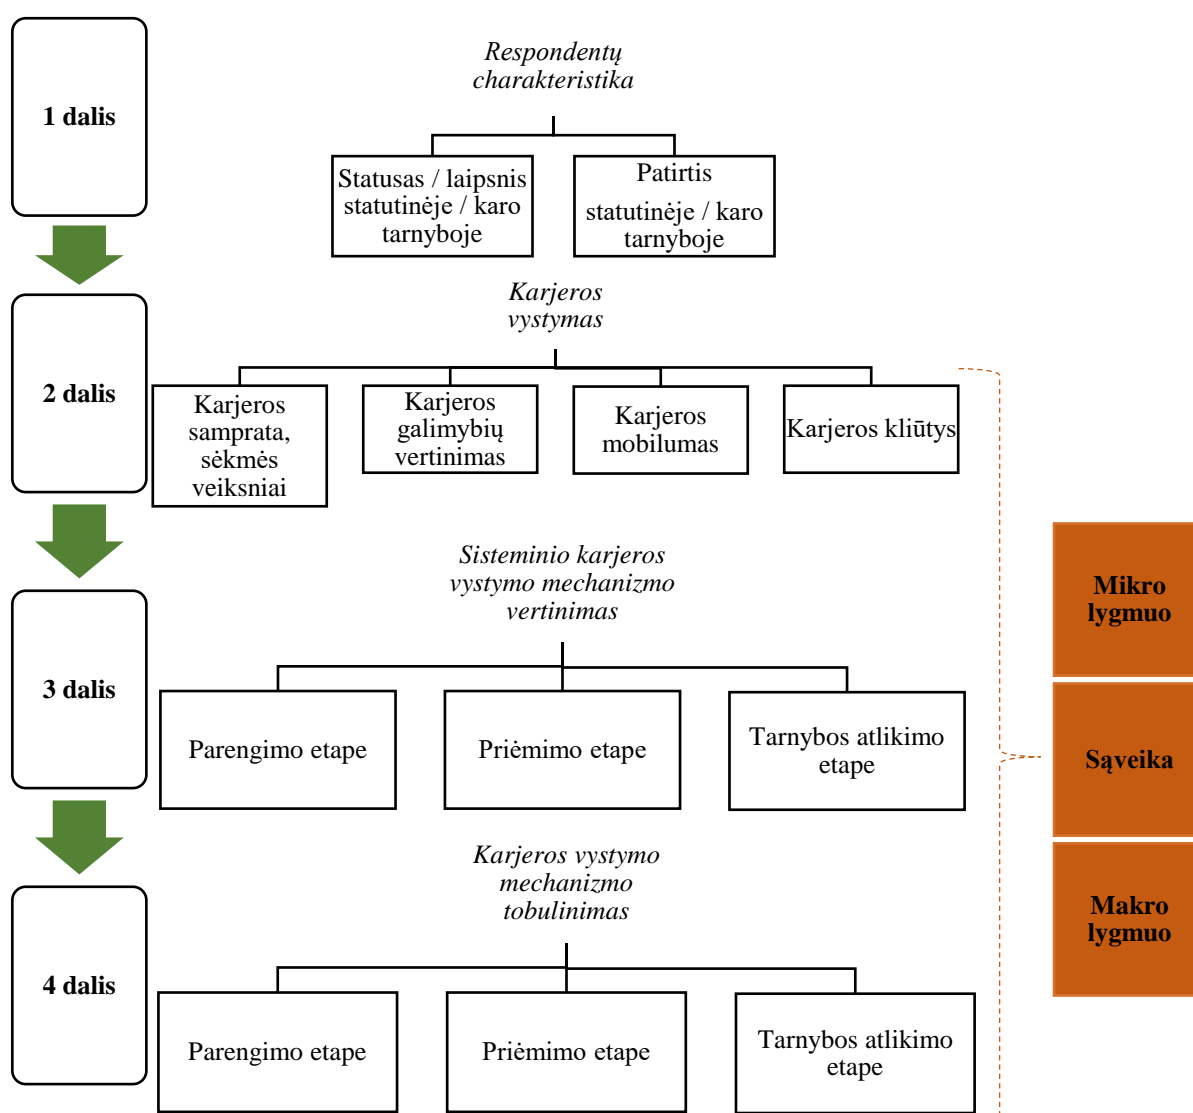 1 dalis
Respondentų
charakteristika
Statusas / laipsnis
statutinėje / karo
tarnyboje
Patirtis
statutinėje / karo
tarnyboje
2 dalis
Karjeros
vystymas
Karjeros
samprata,
sėkmės
veiksniai
Karjeros
galimybių
vertinimas
Karjeros
mobilumas
Karjeros kliūtys
3 dalis
Sisteminio karjeros
vystymo mechanizmo
vertinimas
Parengimo etape
Priėmimo etape
Tarnybos atlikimo
etape
4 dalis
Karjeros vystymo
mechanizmo
tobulinimas
Parengimo etape
Priėmimo etape
Tarnybos atlikimo
etape
Mikro
lygmuo
Sąveika
Makro
lygmuo